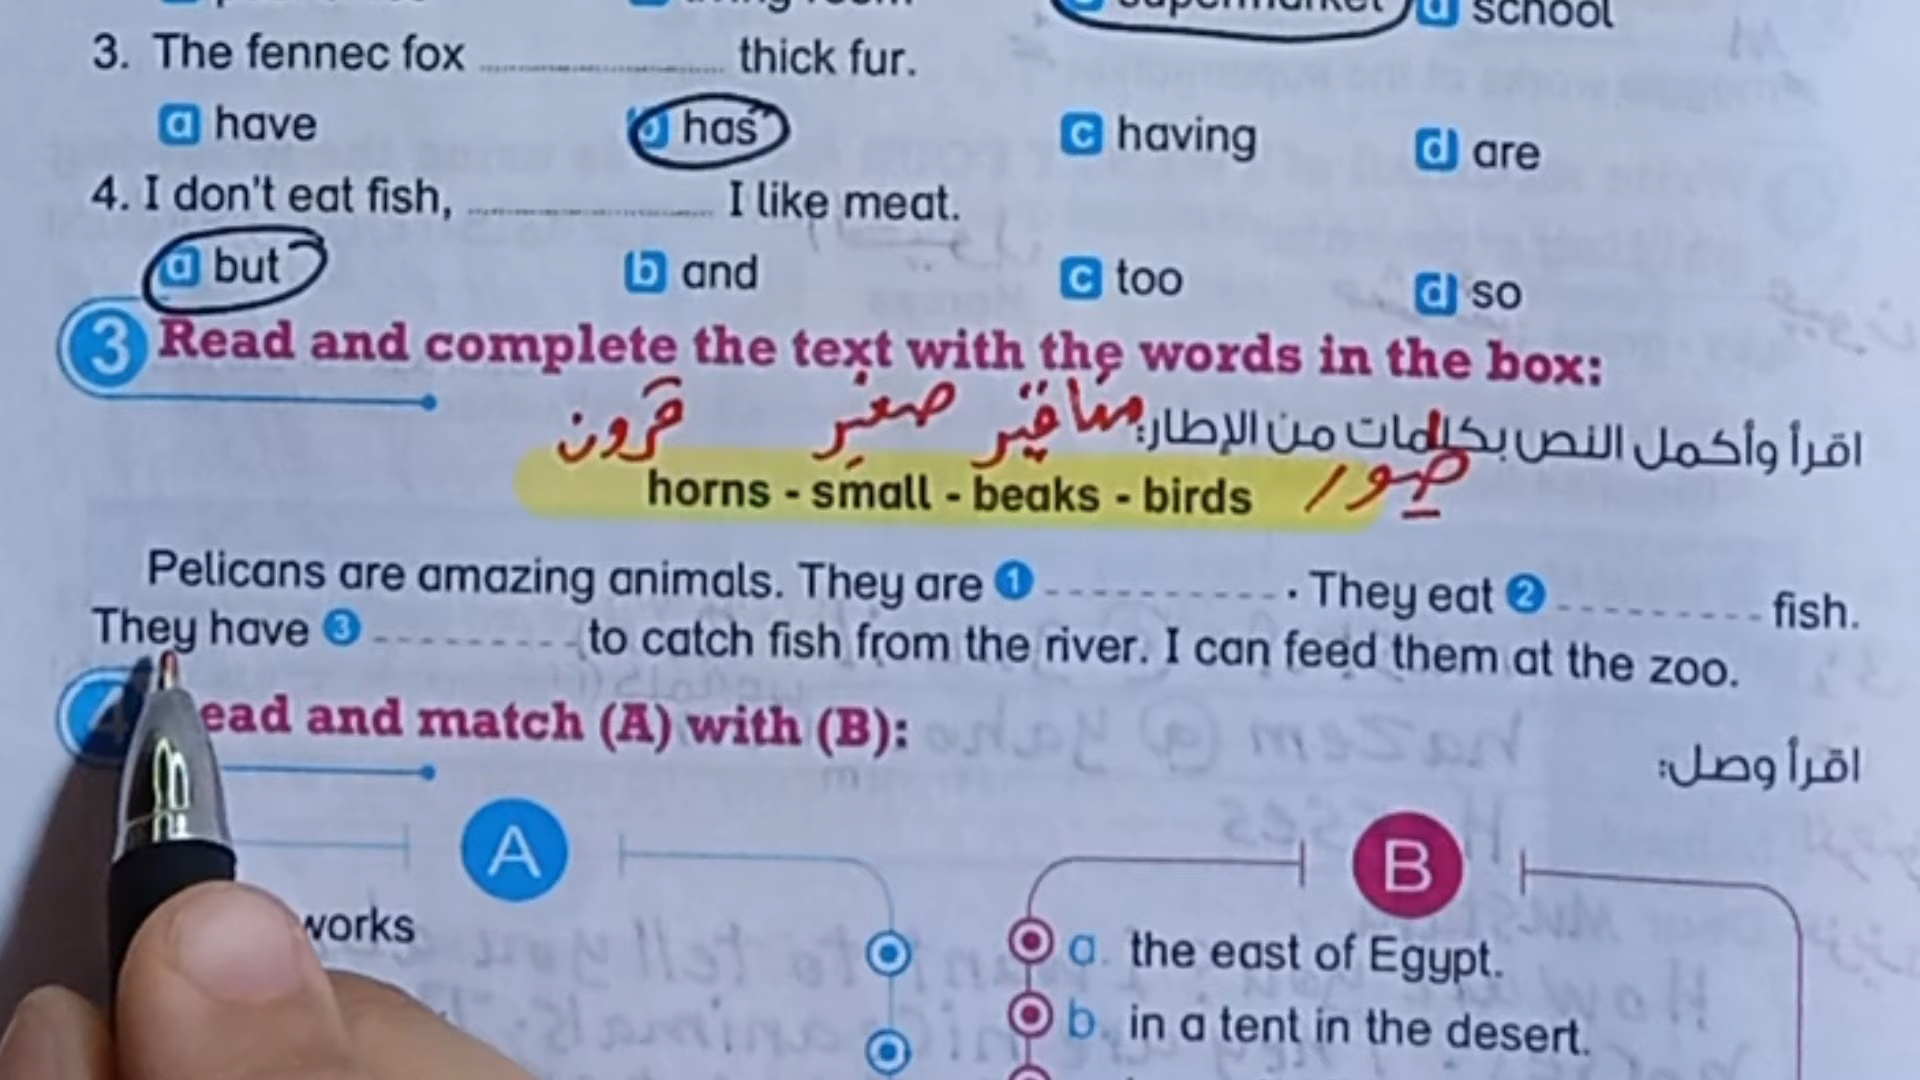 supermarket d school
3. The fennec fox ............ thick fur.
a have b has c having d are
4. I don't eat fish, ............ I like meat.
a but b and c too d so
3 Read and complete the text with the words in the box:
اقرأ وأكمل النص بكلمات من الإطار:
قرون صغير مناقير
horns - small - beaks - birds
Pelicans are amazing animals. They are 1 ----------. They eat 2 ---------- fish.
They have 3 ---------- to catch fish from the river. I can feed them at the zoo.
ead and match (A) with (B):
اقرأ وصل:
A B
works
a. the east of Egypt.
b. in a tent in the desert.